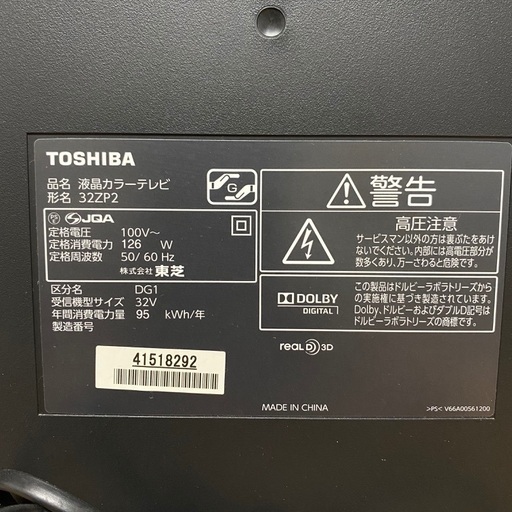 TOSHIBA
品名 液晶カラーテレビ
形名 32ZP2
G
JQA
定格電圧 100V～
定格消費電力 126 W
定格周波数 50/60 Hz
株式会社 東芝
区分名 DG1
受信機型サイズ 32V
年間消費電力量 95 kWh/年
製造番号
41518292
警告
高圧注意
サービスマン以外の方は裏ぶたをあけ
ないでください。内部には高電圧部分が
数多くあり、万一さわると危険です。
DOLBY
DIGITAL
この製品はドルビーラボラトリーズから
の実施権に基づき製造されています。
Dolby、ドルビーおよびダブルD記号は
ドルビーラボラトリーズの商標です。
REAL D 3D
MADE IN CHINA
>PS< V66A00561200